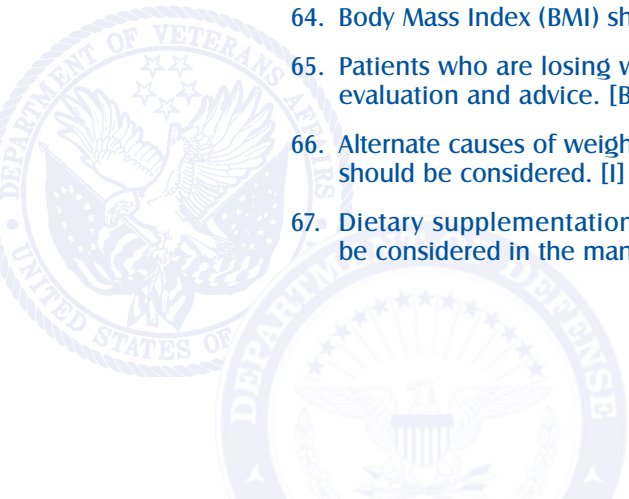 64. Body Mass Index (BMI) sh
65. Patients who are losing w
evaluation and advice. [B
66. Alternate causes of weigh
should be considered. [I]
67. Dietary supplementation
be considered in the man
DEPARTMENT OF VETERANS AFFAIRS
UNITED STATES OF
DEPARTMENT DEFENSE